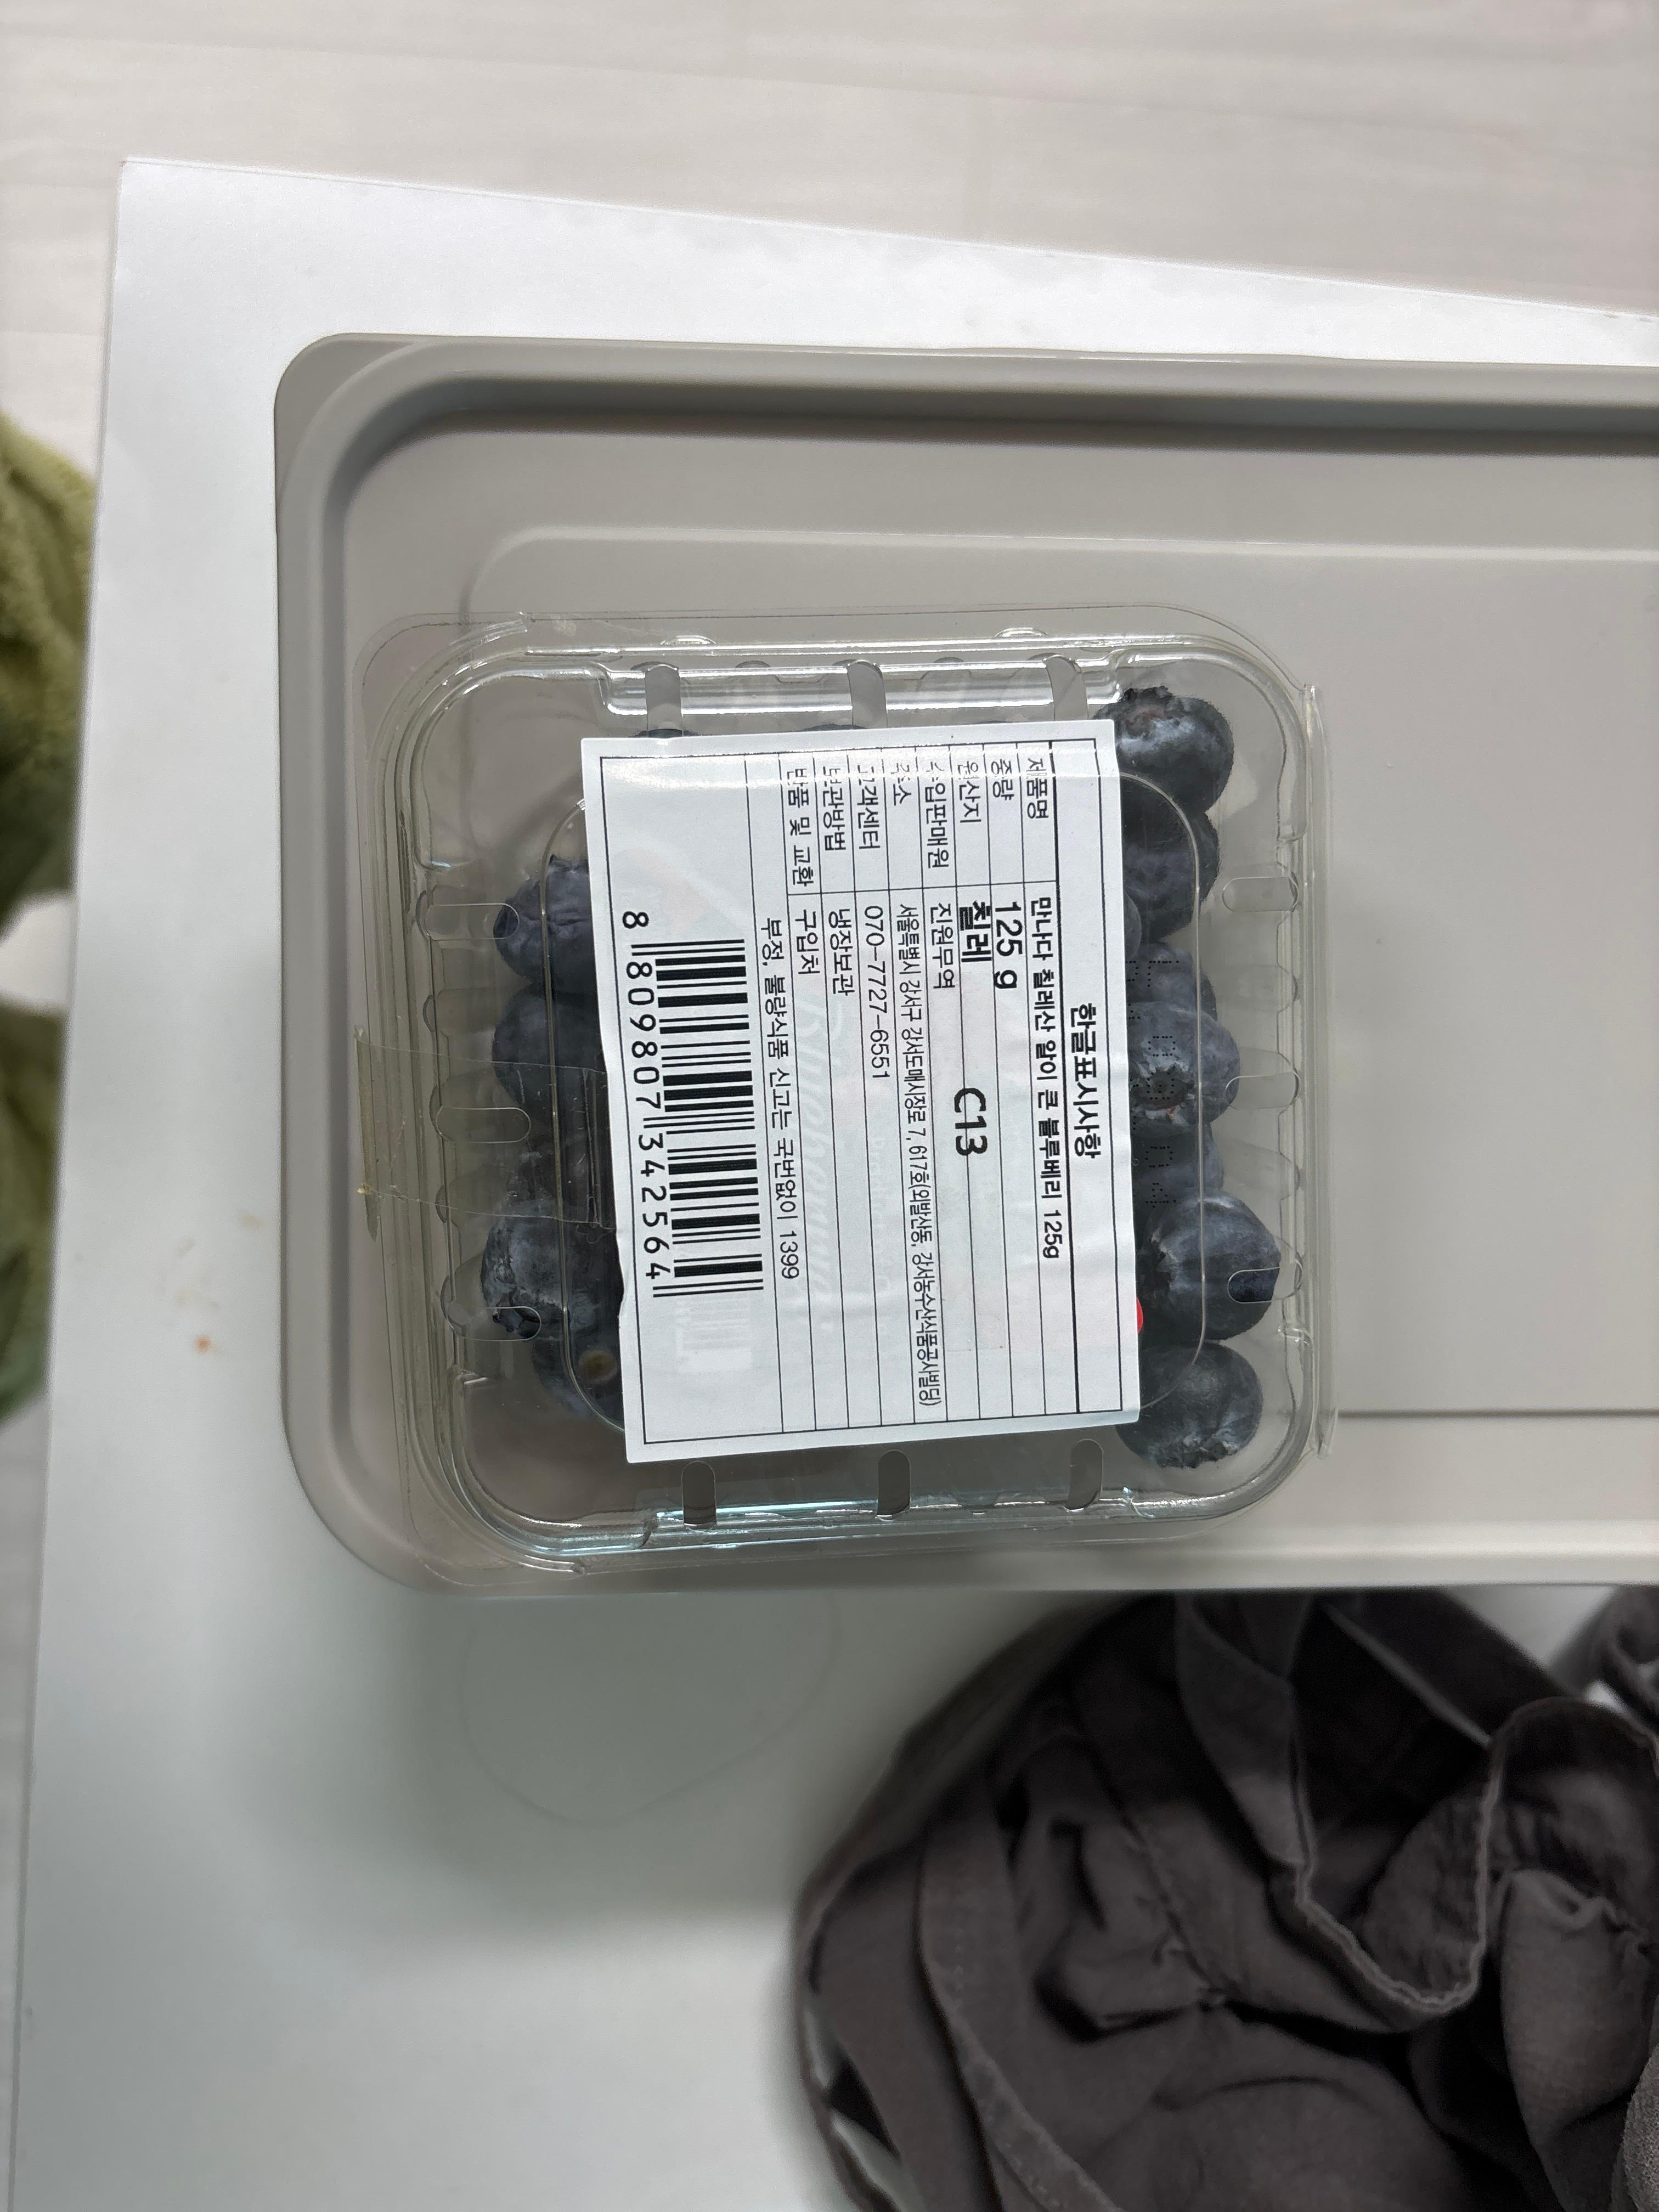 한글표시사항
제품명 만나다 칠레산 알이 큰 블루베리 125g
중량 125 g
원산지 칠레 C13
수입판매원 진원무역
주소 서울특별시 강서구 강서도매시장로 7, 617호(외발산동, 강서농수산식품공사빌딩)
고객센터 070-7727-6551
보관방법 냉장보관
반품 및 교환 구입처
부정, 불량식품 신고는 국번없이 1399
8 809807 342564